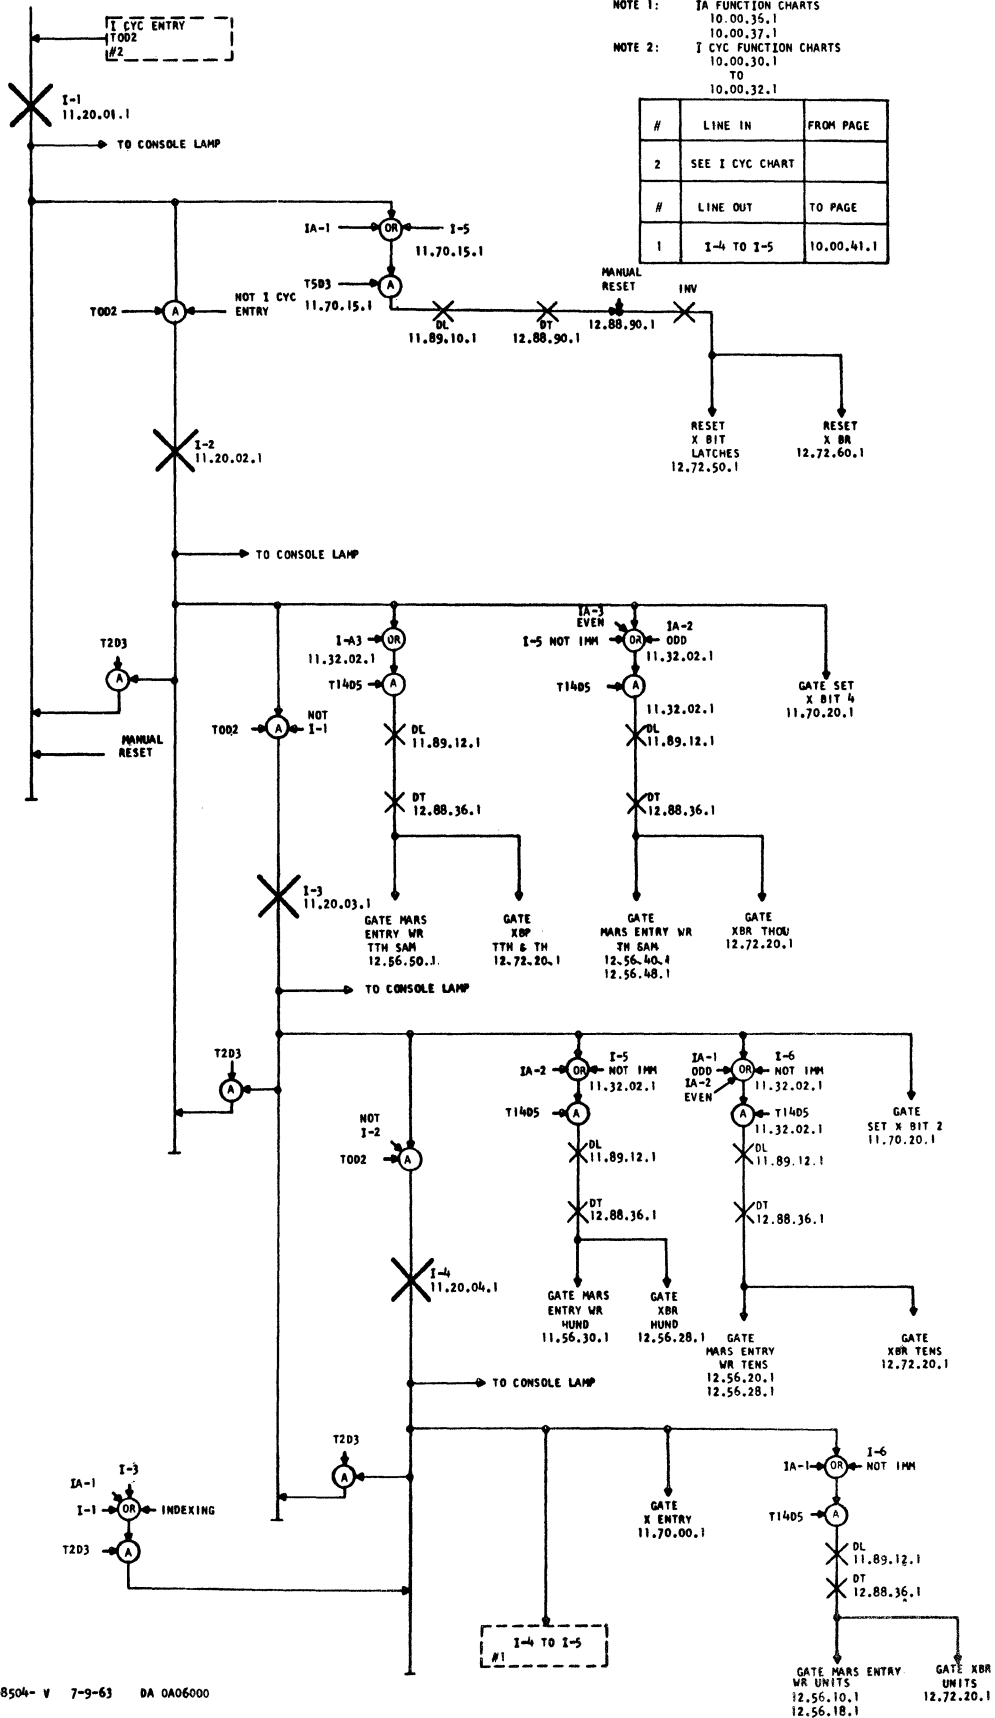 NOTE 1: IA FUNCTION CHARTS
10.00.36.1
10.00.37.1
NOTE 2: I CYC FUNCTION CHARTS
10.00.30.1
TO
10.00.32.1
I CYC ENTRY
TOD2
#2
I-1
11.20.01.1
TO CONSOLE LAMP
# LINE IN FROM PAGE
2 SEE I CYC CHART
# LINE OUT TO PAGE
1 I-4 TO I-5 10.00.41.1
IA-1
OR
I-5
11.70.15.1
T5D3
A
11.70.15.1
TOD2
A
NOT I CYC
ENTRY
DL
11.89.10.1
DT
12.88.90.1
MANUAL
RESET
12.88.90.1
INV
RESET
X BIT
LATCHES
12.72.50.1
RESET
X BR
12.72.60.1
I-2
11.20.02.1
TO CONSOLE LAMP
T2D3
A
MANUAL
RESET
TOD2
A
NOT
I-1
I-A3
OR
11.32.02.1
T14D5
A
DL
11.89.12.1
DT
12.88.36.1
GATE MARS
ENTRY WR
TTH SAM
12.56.50.1
GATE
XBP
TTH & TH
12.72.20.1
IA-3
EVEN
I-5 NOT IMM
OR
IA-2
ODD
11.32.02.1
T14D5
A
11.32.02.1
DL
11.89.12.1
DT
12.88.36.1
GATE
MARS ENTRY WR
TH SAM
12.56.40.1
12.56.48.1
GATE
XBR THOU
12.72.20.1
GATE SET
X BIT 4
11.70.20.1
I-3
11.20.03.1
TO CONSOLE LAMP
T2D3
A
NOT
I-2
TOD2
A
IA-2
OR
I-5
NOT IMM
11.32.02.1
T14D5
A
DL
11.89.12.1
DT
12.88.36.1
GATE MARS
ENTRY WR
HUND
11.56.30.1
GATE
XBR
HUND
12.56.28.1
IA-1
ODD
IA-2
EVEN
OR
I-6
NOT IMM
11.32.02.1
A
T14D5
11.32.02.1
DL
11.89.12.1
DT
12.88.36.1
GATE
MARS ENTRY
WR TENS
12.56.20.1
12.56.28.1
GATE
XBR TENS
12.72.20.1
GATE
SET X BIT 2
11.70.20.1
I-4
11.20.04.1
TO CONSOLE LAMP
T2D3
A
IA-1
I-3
I-1
OR
INDEXING
T2D3
A
I-4 TO I-5
#1
GATE
X ENTRY
11.70.00.1
IA-1
OR
I-6
NOT IMM
T14D5
A
DL
11.89.12.1
DT
12.88.36.1
GATE MARS ENTRY
WR UNITS
12.56.10.1
12.56.18.1
GATE XBR
UNITS
12.72.20.1
8504- V 7-9-63 DA 0A06000